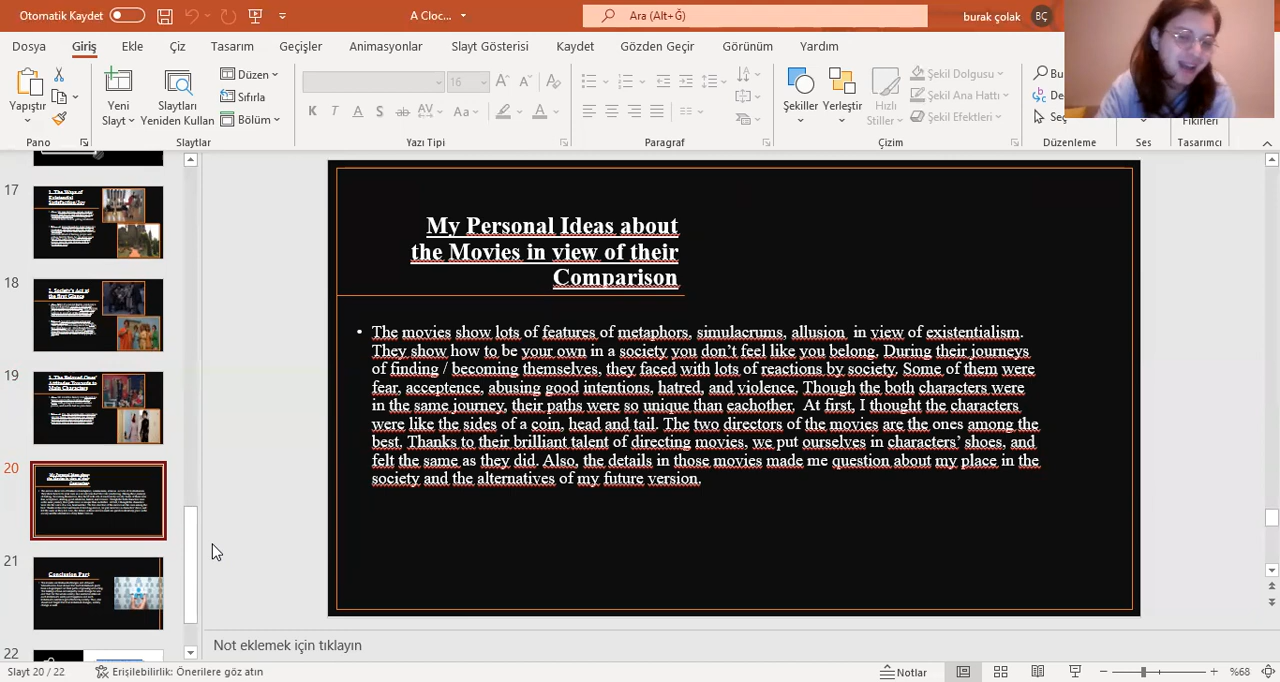 Otomatik Kaydet
A Cloc...
Ara (Alt+Ğ)
burak çolak
BÇ
Dosya
Giriş
Ekle
Çiz
Tasarım
Geçişler
Animasyonlar
Slayt Gösterisi
Kaydet
Gözden Geçir
Görünüm
Yardım
Yapıştır
Yeni
Slayt
Slaytları
Yeniden Kullan
Düzen
Sıfırla
Bölüm
16
K T A S ab AV Aa
Şekiller
Yerleştir
Hızlı
Stiller
Şekil Dolgusu
Şekil Ana Hattı
Şekil Efektleri
Bu
De
Seç
Fikirleri
Pano
Slaytlar
Yazı Tipi
Paragraf
Çizim
Düzenleme
Ses
Tasarımcı
17
18
19
20
21
Conclusion Part
22
My Personal Ideas about
the Movies in view of their
Comparison
• The movies show lots of features of metaphors, simulacrums, allusion in view of existentialism.
They show how to be your own in a society you don't feel like you belong. During their journeys
of finding / becoming themselves, they faced with lots of reactions by society. Some of them were
fear, acceptence, abusing good intentions, hatred, and violence. Though the both characters were
in the same journey, their paths were so unique than eachother. At first, I thought the characters
were like the sides of a coin, head and tail. The two directors of the movies are the ones among the
best. Thanks to their brilliant talent of directing movies, we put ourselves in characters' shoes, and
felt the same as they did. Also, the details in those movies made me question about my place in the
society and the alternatives of my future version.
Not eklemek için tıklayın
Slayt 20 / 22
Erişilebilirlik: Önerilere göz atın
Notlar
%68